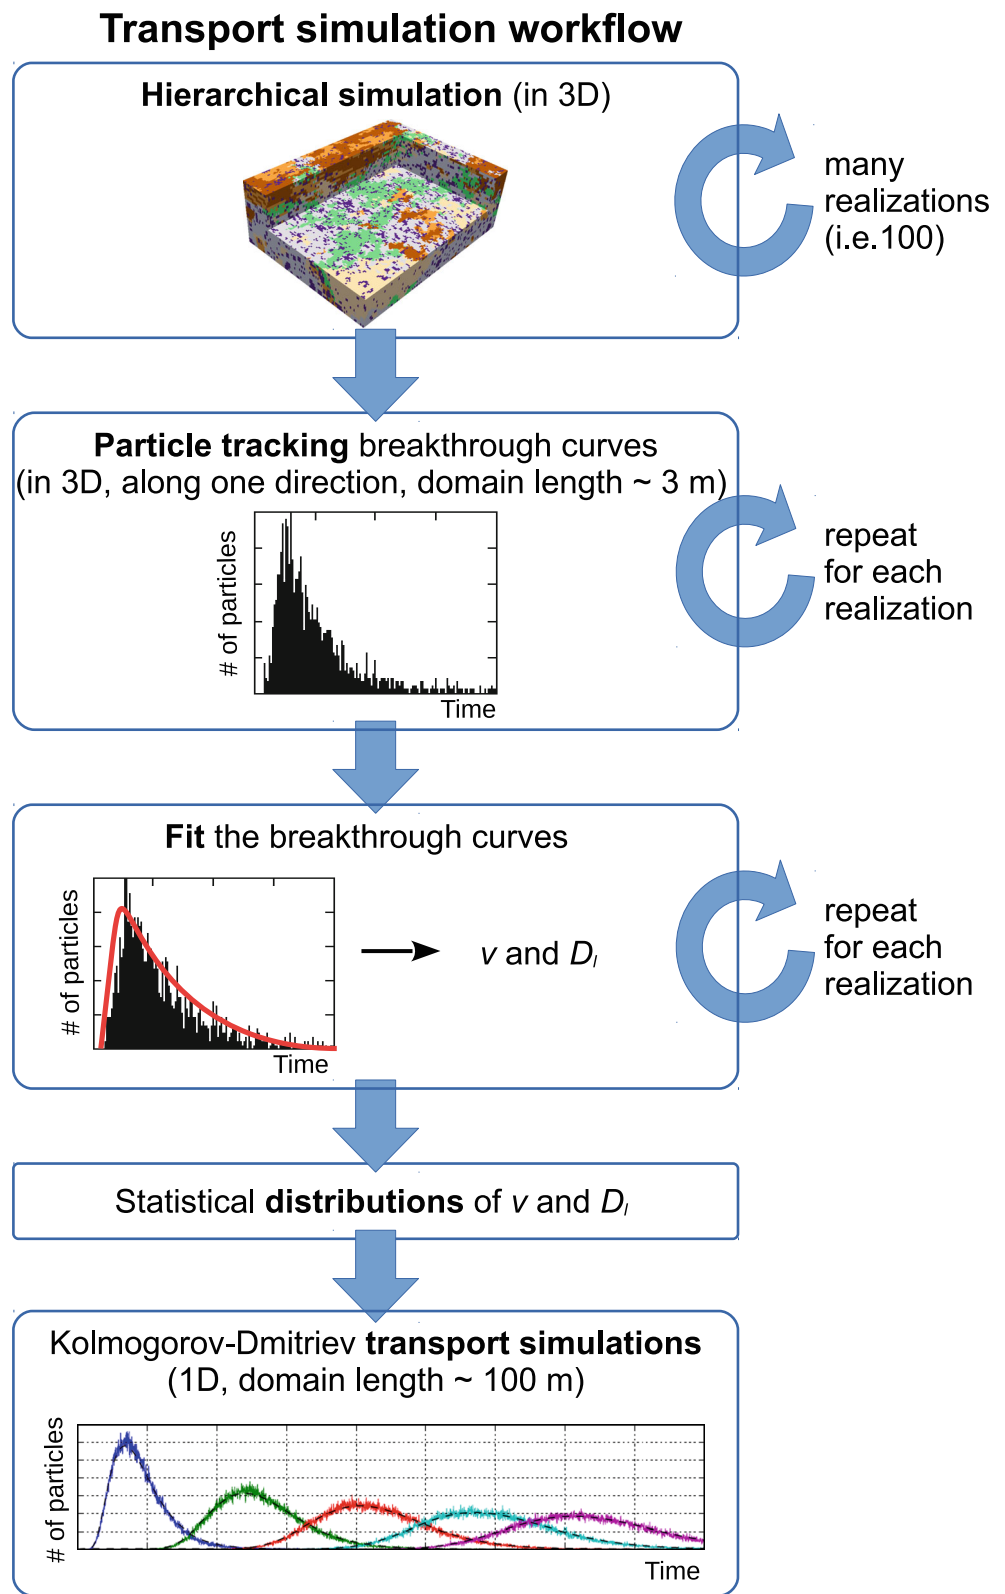 Transport simulation workflow
Hierarchical simulation (in 3D)
many
realizations
(i.e.100)
Particle tracking breakthrough curves
(in 3D, along one direction, domain length ~ 3 m)
# of particles
Time
repeat
for each
realization
Fit the breakthrough curves
# of particles
Time
v and Dₗ
repeat
for each
realization
Statistical distributions of v and Dₗ
Kolmogorov-Dmitriev transport simulations
(1D, domain length ~ 100 m)
# of particles
Time